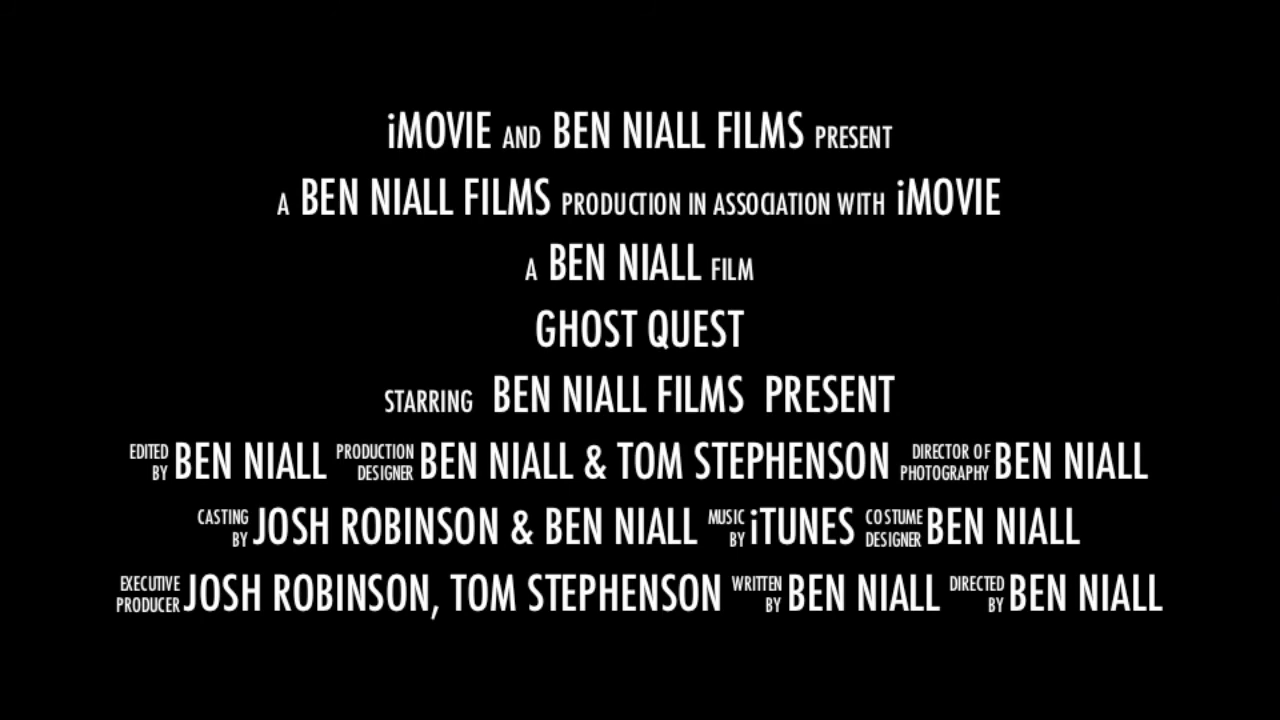 iMOVIE AND BEN NIALL FILMS PRESENT
A BEN NIALL FILMS PRODUCTION IN ASSOCIATION WITH iMOVIE
A BEN NIALL FILM
GHOST QUEST
STARRING BEN NIALL FILMS PRESENT
EDITED BY BEN NIALL PRODUCTION DESIGNER BEN NIALL & TOM STEPHENSON DIRECTOR OF PHOTOGRAPHY BEN NIALL
CASTING BY JOSH ROBINSON & BEN NIALL MUSIC BY iTUNES COSTUME DESIGNER BEN NIALL
EXECUTIVE PRODUCER JOSH ROBINSON, TOM STEPHENSON WRITTEN BY BEN NIALL DIRECTED BY BEN NIALL